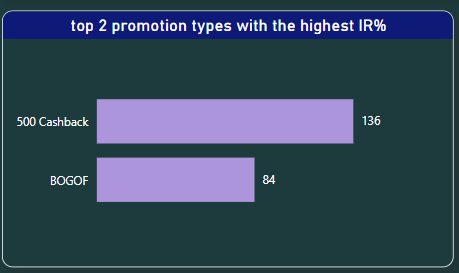 top 2 promotion types with the highest IR%
500 Cashback 136
BOGOF 84